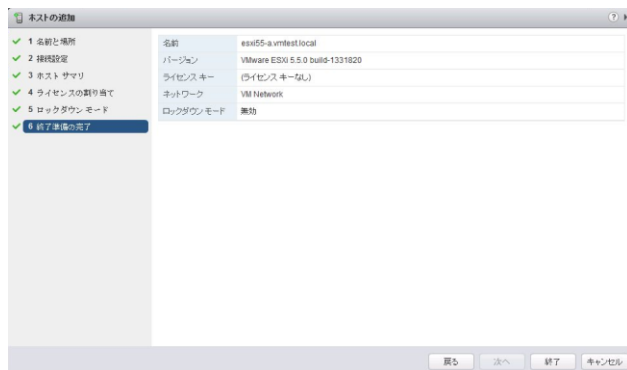 ホストの追加
1 名前と場所
2 接続設定
3 ホスト サマリ
4 ライセンスの割り当て
5 ロックダウン モード
6 終了準備の完了
名前 esxi55-a.vmtest.local
バージョン VMware ESXi 5.5.0 build-1331820
ライセンス キー (ライセンス キーなし)
ネットワーク VM Network
ロックダウン モード 無効
戻る 次へ 終了 キャンセル